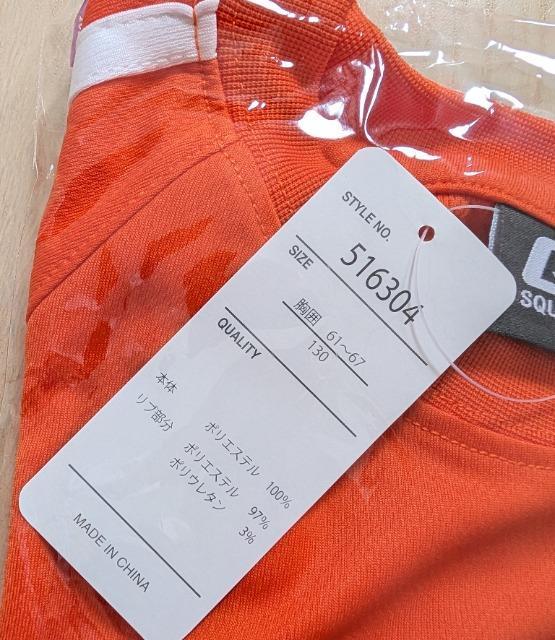 STYLE NO.
516304
SIZE
胸囲 61〜67
130
QUALITY
本体 ポリエステル 100%
リブ部分 ポリエステル 97%
ポリウレタン 3%
MADE IN CHINA